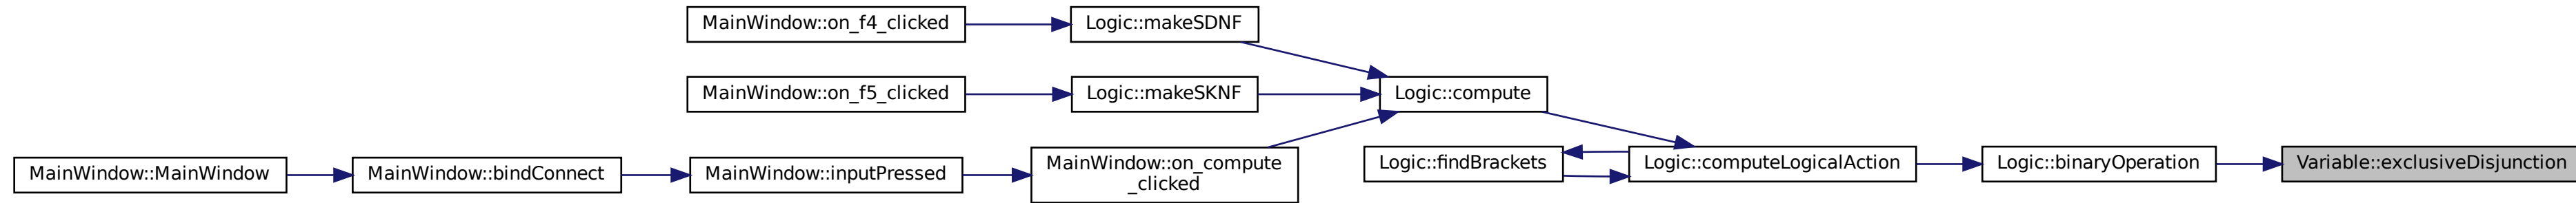 MainWindow::on_f4_clicked
Logic::makeSDNF
MainWindow::on_f5_clicked
Logic::makeSKNF
Logic::compute
MainWindow::MainWindow
MainWindow::bindConnect
MainWindow::inputPressed
MainWindow::on_compute
_clicked
Logic::findBrackets
Logic::computeLogicalAction
Logic::binaryOperation
Variable::exclusiveDisjunction